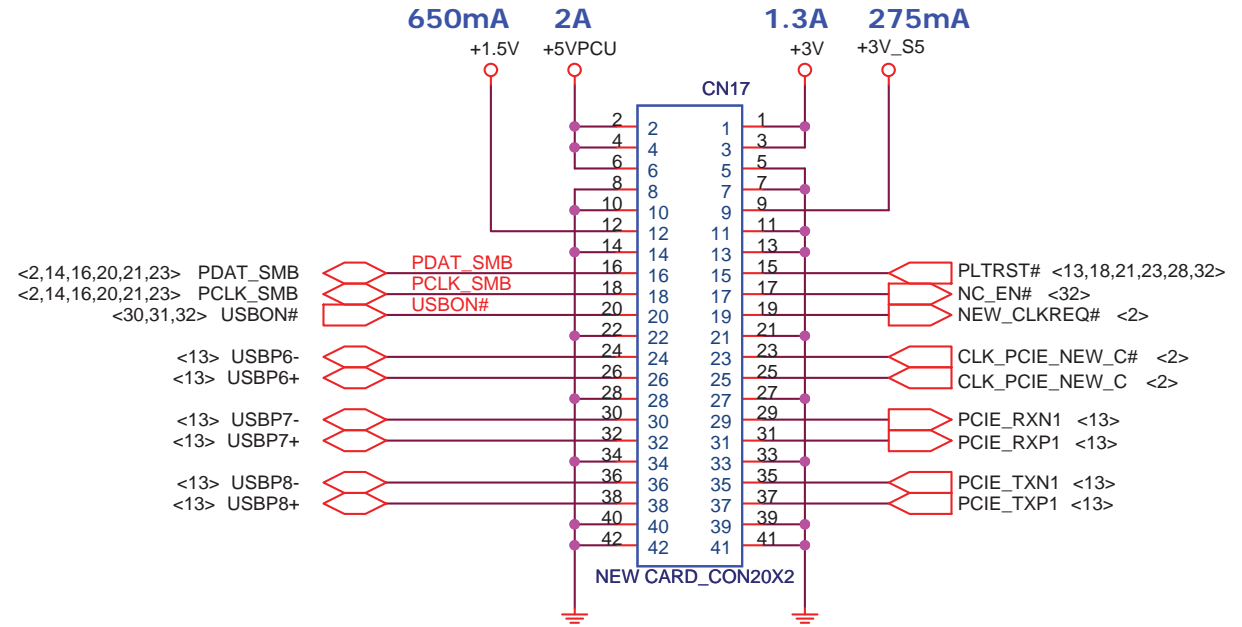 650mA 2A 1.3A 275mA
+1.5V +5VPCU +3V +3V_S5
CN17
2 2 1 1
4 4 3 3
6 6 5 5
8 8 7 7
10 10 9 9
12 12 11 11
14 14 13 13
<2,14,16,20,21,23> PDAT_SMB PDAT_SMB 16 16 15 15 PLTRST# <13,18,21,23,28,32>
<2,14,16,20,21,23> PCLK_SMB PCLK_SMB 18 18 17 17 NC_EN# <32>
<30,31,32> USBON# USBON# 20 20 19 19 NEW_CLKREQ# <2>
22 22 21 21
<13> USBP6- 24 24 23 23 CLK_PCIE_NEW_C# <2>
<13> USBP6+ 26 26 25 25 CLK_PCIE_NEW_C <2>
28 28 27 27
<13> USBP7- 30 30 29 29 PCIE_RXN1 <13>
<13> USBP7+ 32 32 31 31 PCIE_RXP1 <13>
34 34 33 33
<13> USBP8- 36 36 35 35 PCIE_TXN1 <13>
<13> USBP8+ 38 38 37 37 PCIE_TXP1 <13>
40 40 39 39
42 42 41 41
NEW CARD_CON20X2